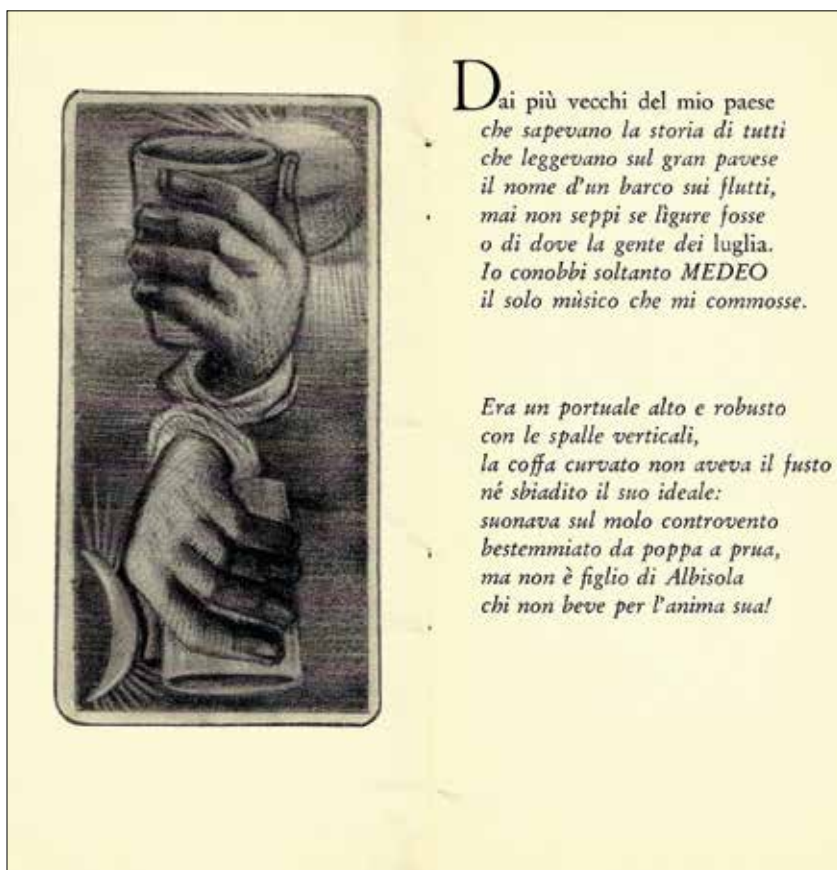 Dai più vecchi del mio paese
che sapevano la storia di tutti
che leggevano sul gran pavese
il nome d'un barco sui flutti,
mai non seppi se lìgure fosse
o di dove la gente dei luglia.
Io conobbi soltanto MEDEO
il solo mùsico che mi commosse.
Era un portuale alto e robusto
con le spalle verticali,
la coffa curvato non aveva il fusto
né sbiadito il suo ideale:
suonava sul molo controvento
bestemmiato da poppa a prua,
ma non è figlio di Albisola
chi non beve per l'anima sua!